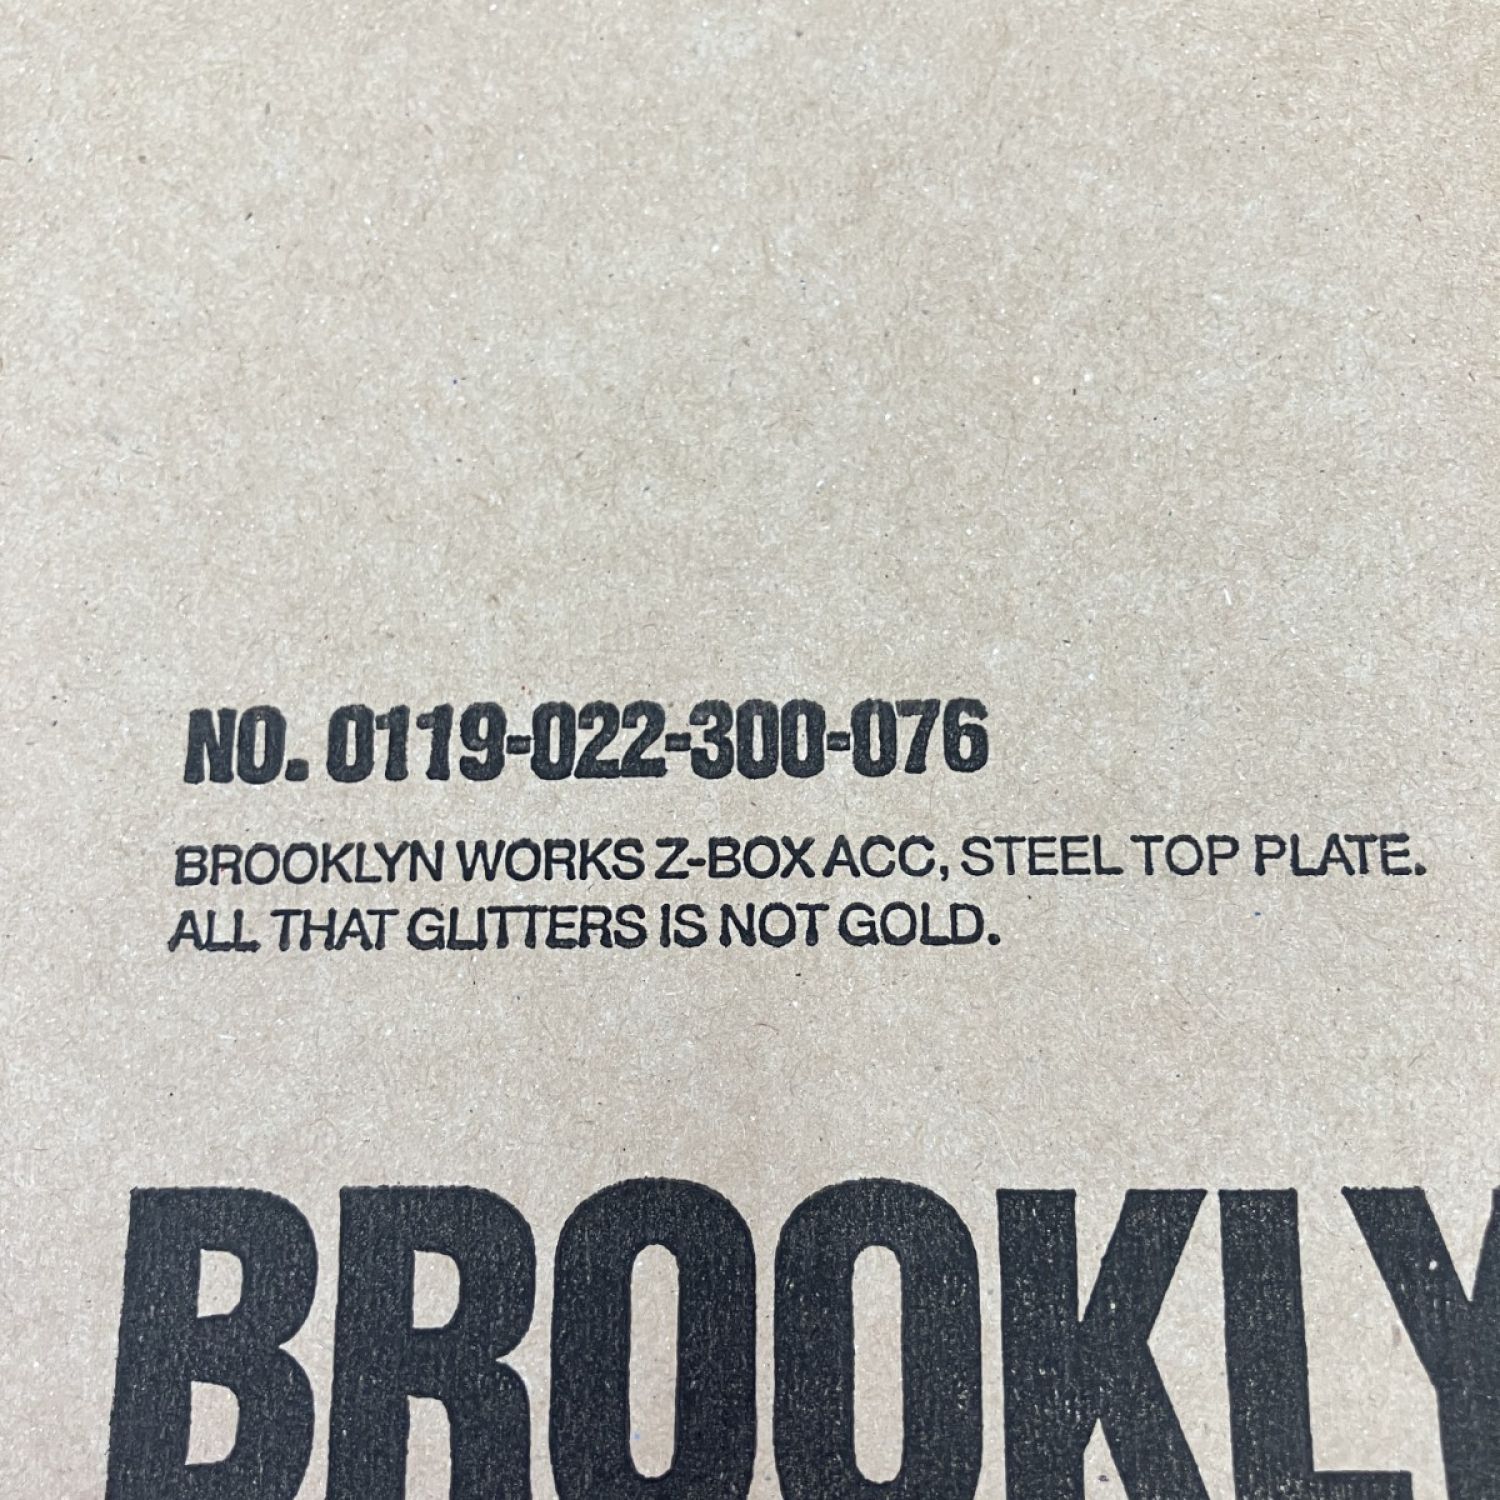 NO. 0119-022-300-076
BROOKLYN WORKS Z-BOX ACC, STEEL TOP PLATE.
ALL THAT GLITTERS IS NOT GOLD.
BROOKLY